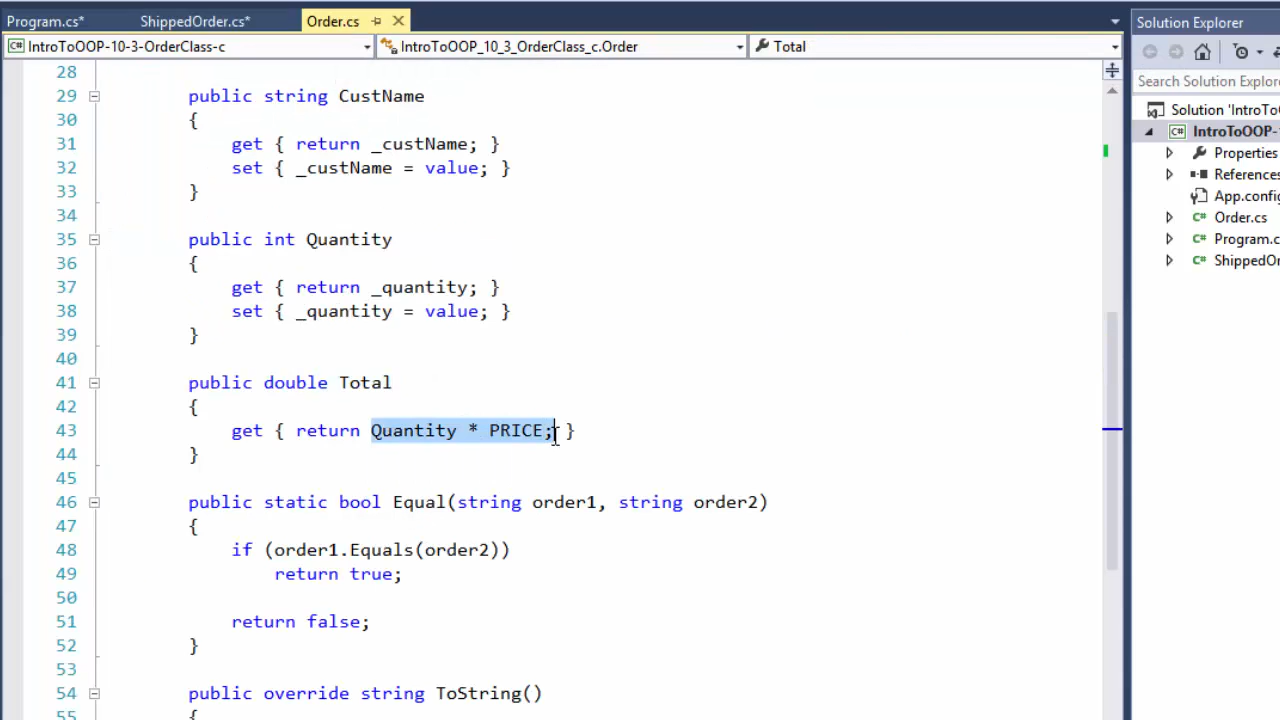 Program.cs*
ShippedOrder.cs*
Order.cs
Solution Explorer
IntroToOOP-10-3-OrderClass-c
IntroToOOP_10_3_OrderClass_c.Order
Total
Search Solution Explore
Solution 'IntroToO
IntroToOOP-
Properties
References
App.config
Order.cs
Program.c
ShippedOr
28
29 public string CustName
30 {
31 get { return _custName; }
32 set { _custName = value; }
33 }
34
35 public int Quantity
36 {
37 get { return _quantity; }
38 set { _quantity = value; }
39 }
40
41 public double Total
42 {
43 get { return Quantity * PRICE; }
44 }
45
46 public static bool Equal(string order1, string order2)
47 {
48 if (order1.Equals(order2))
49 return true;
50
51 return false;
52 }
53
54 public override string ToString()
55 {